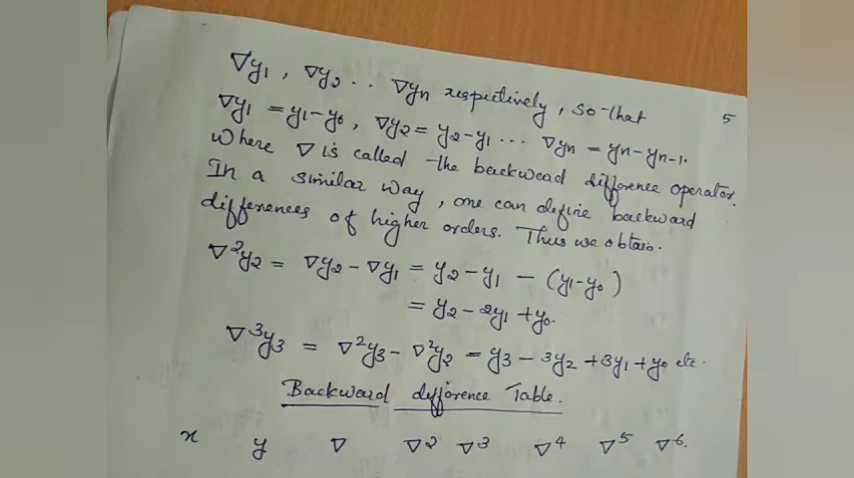 ∇y₁, ∇y₂ .. ∇yn respectively, so that
5
∇y₁ = y₁-y₀, ∇y₂ = y₂-y₁ ... ∇yn = yn-yn-1.
Where ∇ is called the backward difference operator.
In a similar way, one can define backward
differences of higher orders. Thus we obtain.
∇²y₂ = ∇y₂ - ∇y₁ = y₂ - y₁ - (y₁-y₀)
= y₂ - 2y₁ + y₀.
∇³y₃ = ∇²y₃ - ∇²y₂ = y₃ - 3y₂ + 3y₁ + y₀ etc.
Backward difference Table.
x y ∇ ∇2 ∇3 ∇4 ∇5 ∇6.